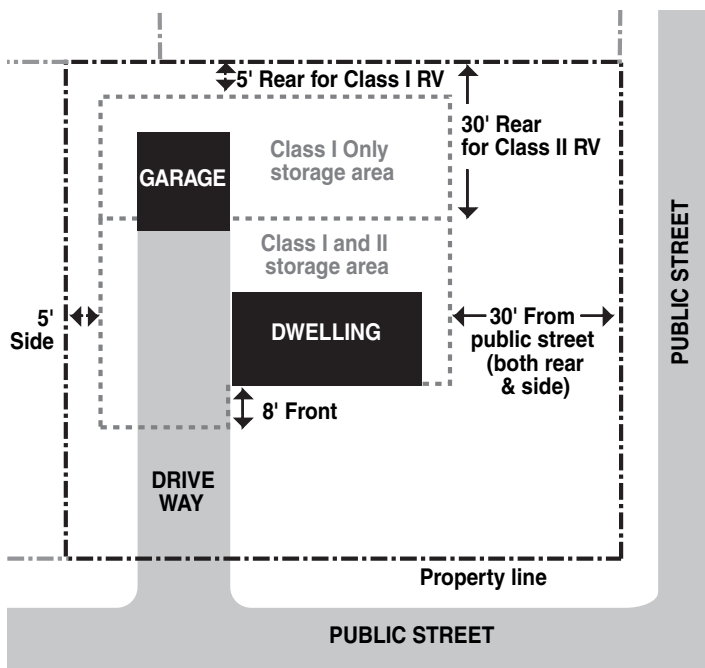 5' Rear for Class I RV
30' Rear
for Class II RV
Class I Only
storage area
GARAGE
Class I and II
storage area
PUBLIC STREET
5'
Side
DWELLING
30' From
public street
(both rear
& side)
8' Front
DRIVE
WAY
Property line
PUBLIC STREET